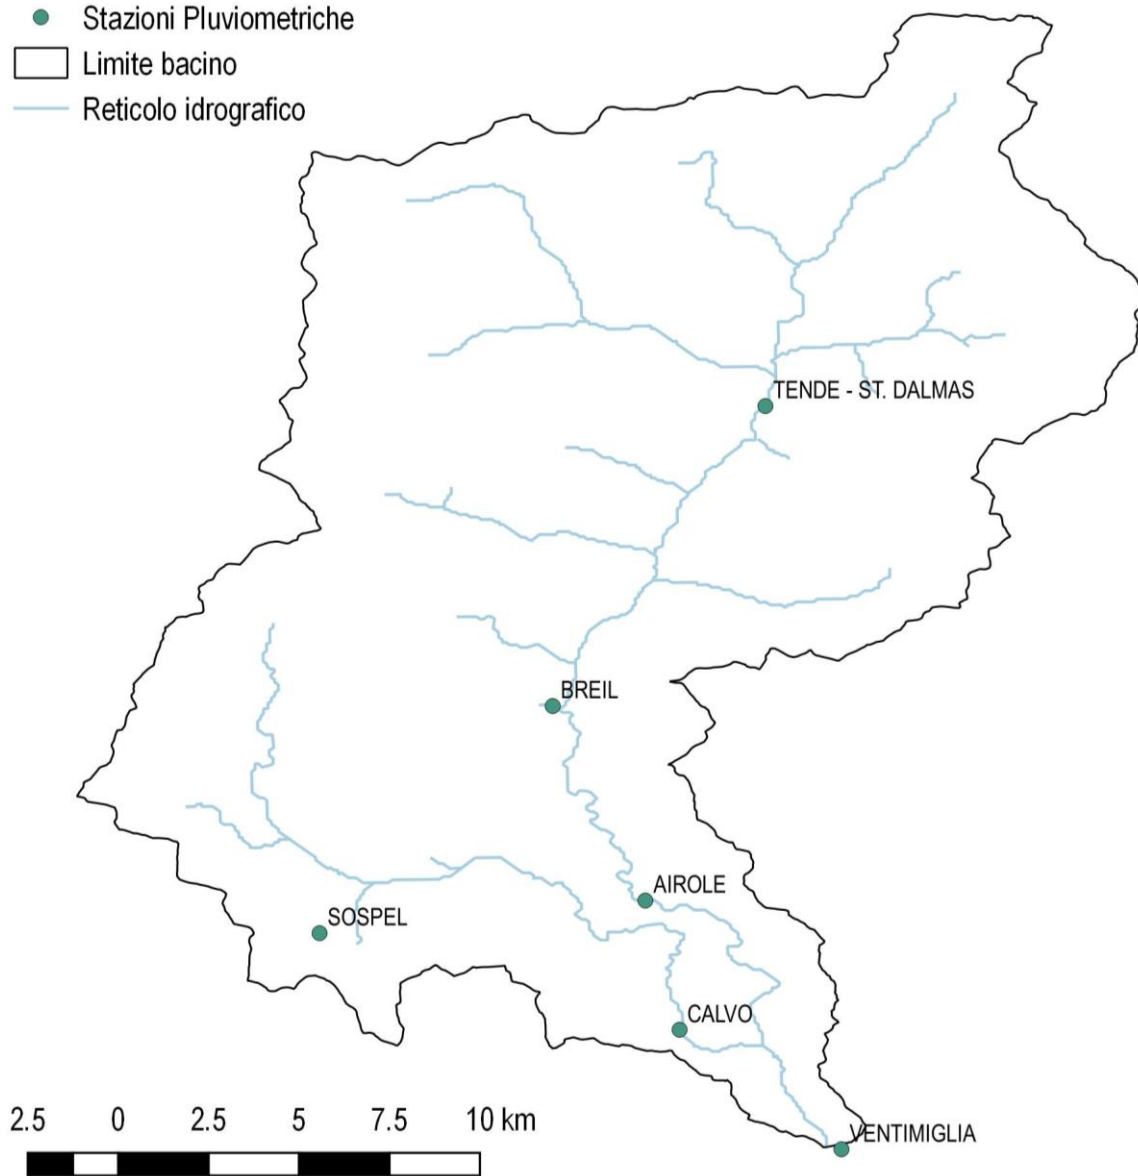 Stazioni Pluviometriche
Limite bacino
Reticolo idrografico
TENDE - ST. DALMAS
BREIL
AIROLE
SOSPEL
CALVO
2.5 0 2.5 5 7.5 10 km
VENTIMIGLIA